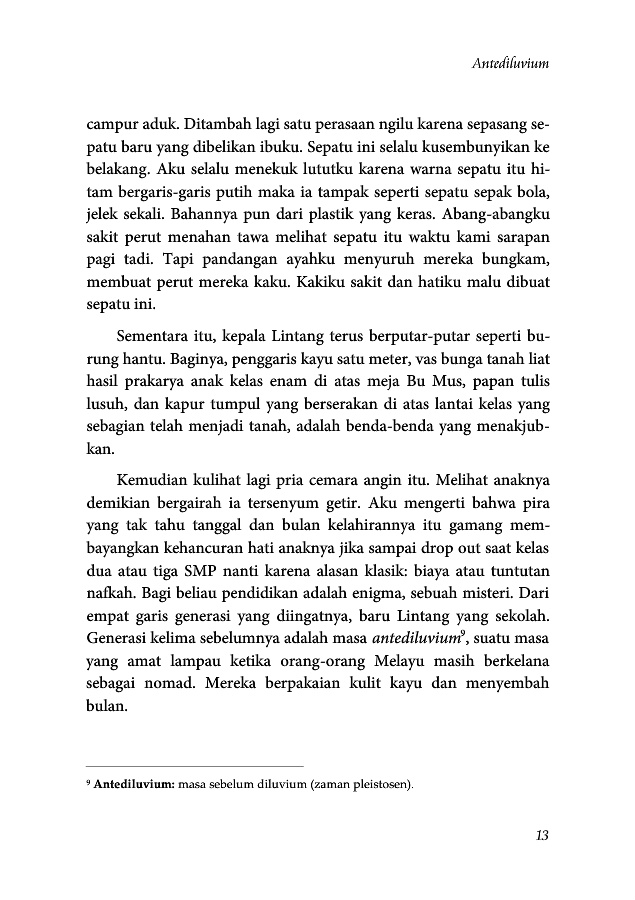 Antediluvium
campur aduk. Ditambah lagi satu perasaan ngilu karena sepasang se-
patu baru yang dibelikan ibuku. Sepatu ini selalu kusembunyikan ke
belakang. Aku selalu menekuk lututku karena warna sepatu itu hi-
tam bergaris-garis putih maka ia tampak seperti sepatu sepak bola,
jelek sekali. Bahannya pun dari plastik yang keras. Abang-abangku
sakit perut menahan tawa melihat sepatu itu waktu kami sarapan
pagi tadi. Tapi pandangan ayahku menyuruh mereka bungkam,
membuat perut mereka kaku. Kakiku sakit dan hatiku malu dibuat
sepatu ini.
Sementara itu, kepala Lintang terus berputar-putar seperti bu-
rung hantu. Baginya, penggaris kayu satu meter, vas bunga tanah liat
hasil prakarya anak kelas enam di atas meja Bu Mus, papan tulis
lusuh, dan kapur tumpul yang berserakan di atas lantai kelas yang
sebagian telah menjadi tanah, adalah benda-benda yang menakjub-
kan.
Kemudian kulihat lagi pria cemara angin itu. Melihat anaknya
demikian bergairah ia tersenyum getir. Aku mengerti bahwa pira
yang tak tahu tanggal dan bulan kelahirannya itu gamang mem-
bayangkan kehancuran hati anaknya jika sampai drop out saat kelas
dua atau tiga SMP nanti karena alasan klasik: biaya atau tuntutan
nafkah. Bagi beliau pendidikan adalah enigma, sebuah misteri. Dari
empat garis generasi yang diingatnya, baru Lintang yang sekolah.
Generasi kelima sebelumnya adalah masa antediluvium⁹, suatu masa
yang amat lampau ketika orang-orang Melayu masih berkelana
sebagai nomad. Mereka berpakaian kulit kayu dan menyembah
bulan.
⁹ Antediluvium: masa sebelum diluvium (zaman pleistosen).
13